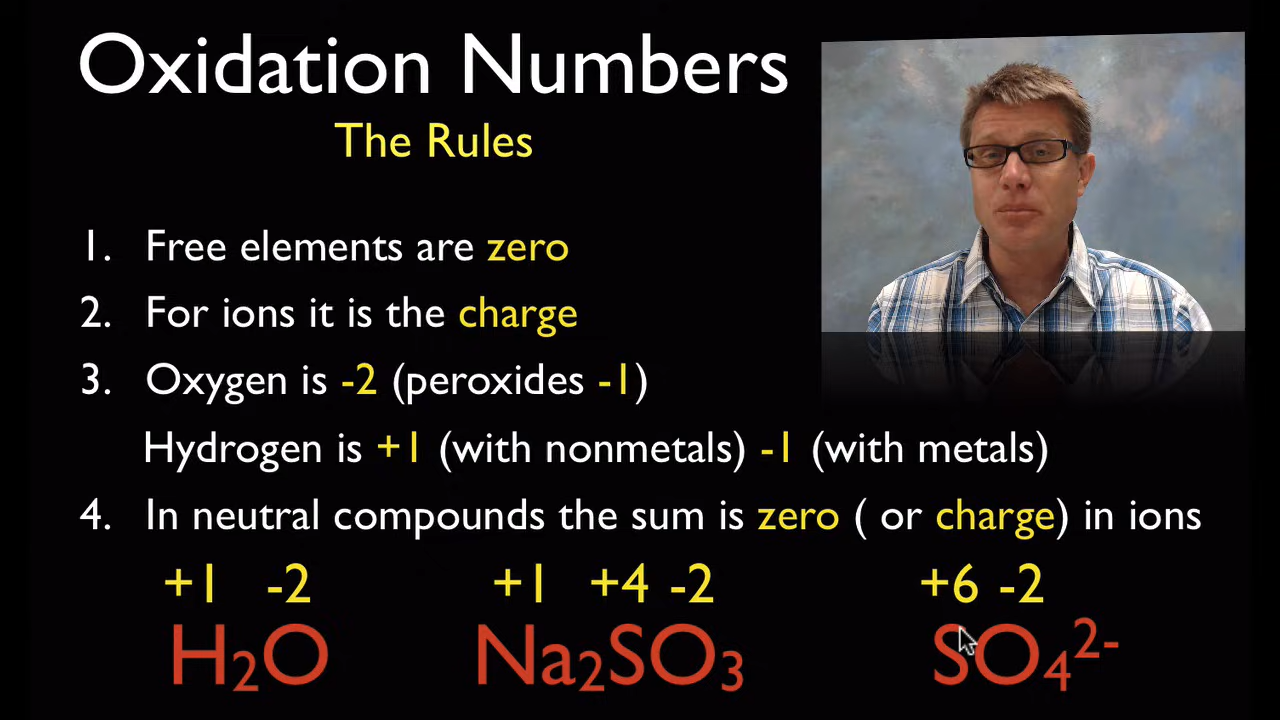 Oxidation Numbers
The Rules
1. Free elements are zero
2. For ions it is the charge
3. Oxygen is -2 (peroxides -1)
Hydrogen is +1 (with nonmetals) -1 (with metals)
4. In neutral compounds the sum is zero ( or charge) in ions
+1 -2 +1 +4 -2 +6 -2
H₂O Na₂SO₃ SO₄²⁻